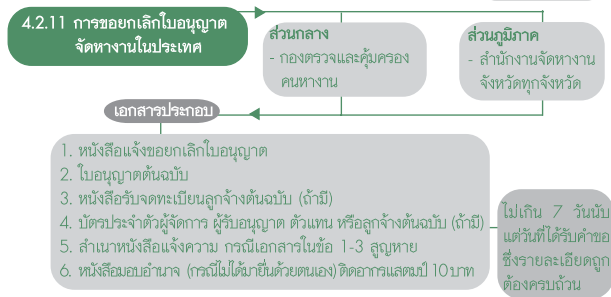 4.2.11 การขอยกเลิกใบอนุญาต
จัดหางานในประเทศ
ส่วนกลาง
- กองตรวจและคุ้มครอง
คนหางาน
ส่วนภูมิภาค
- สำนักงานจัดหางาน
จังหวัดทุกจังหวัด
เอกสารประกอบ
1. หนังสือแจ้งขอยกเลิกใบอนุญาต
2. ใบอนุญาตต้นฉบับ
3. หนังสือรับจดทะเบียนลูกจ้างต้นฉบับ (ถ้ามี)
4. บัตรประจำตัวผู้จัดการ ผู้รับอนุญาต ตัวแทน หรือลูกจ้างต้นฉบับ (ถ้ามี)
5. สำเนาหนังสือแจ้งความ กรณีเอกสารในข้อ 1-3 สูญหาย
6. หนังสือมอบอำนาจ (กรณีไม่ได้มายื่นด้วยตนเอง) ติดอากรแสตมป์ 10 บาท
ไม่เกิน 7 วันนับ
แต่วันที่ได้รับคำขอ
ซึ่งรายละเอียดถูก
ต้องครบถ้วน